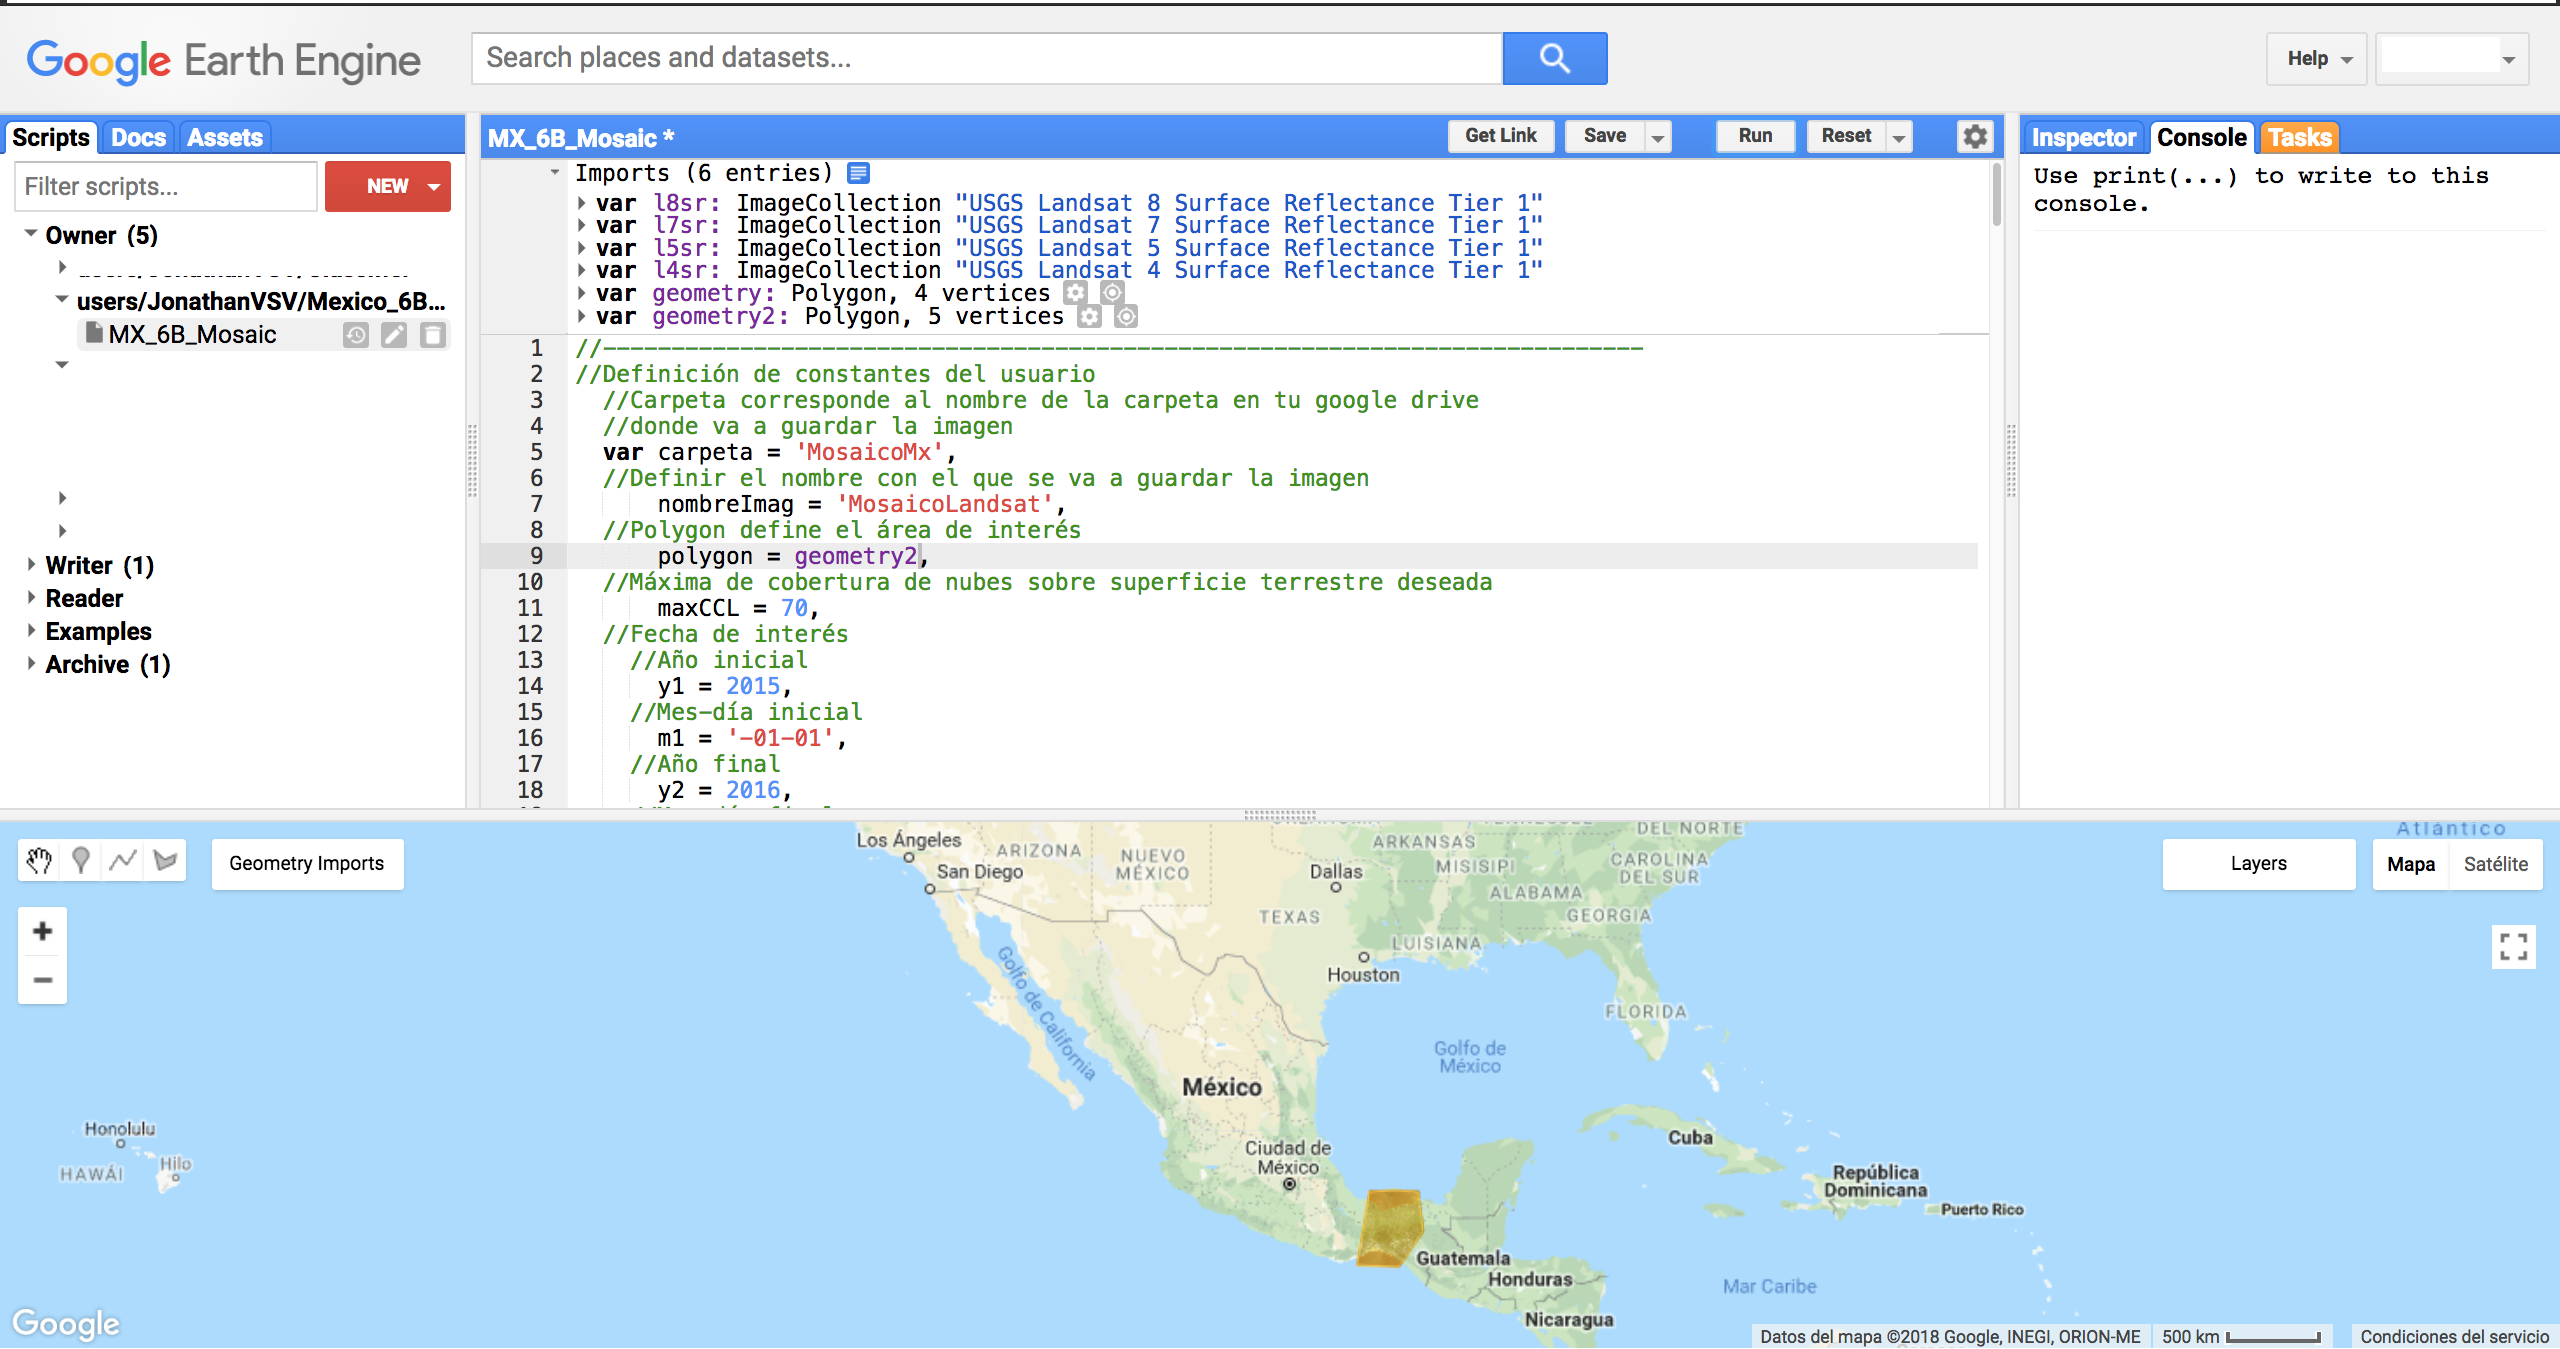 Google Earth Engine
Search places and datasets...
Help
Scripts
Docs
Assets
Filter scripts...
NEW
Owner (5)
users/JonathanVSV/Mexico_6B...
MX_6B_Mosaic
Writer (1)
Reader
Examples
Archive (1)
MX_6B_Mosaic *
Get Link
Save
Run
Reset
Imports (6 entries)
var l8sr: ImageCollection "USGS Landsat 8 Surface Reflectance Tier 1"
var l7sr: ImageCollection "USGS Landsat 7 Surface Reflectance Tier 1"
var l5sr: ImageCollection "USGS Landsat 5 Surface Reflectance Tier 1"
var l4sr: ImageCollection "USGS Landsat 4 Surface Reflectance Tier 1"
var geometry: Polygon, 4 vertices
var geometry2: Polygon, 5 vertices
1 //----------------------------------------------------------------------------
2 //Definición de constantes del usuario
3 //Carpeta corresponde al nombre de la carpeta en tu google drive
4 //donde va a guardar la imagen
5 var carpeta = 'MosaicoMx',
6 //Definir el nombre con el que se va a guardar la imagen
7 nombreImag = 'MosaicoLandsat',
8 //Polygon define el área de interés
9 polygon = geometry2,
10 //Máxima de cobertura de nubes sobre superficie terrestre deseada
11 maxCCL = 70,
12 //Fecha de interés
13 //Año inicial
14 y1 = 2015,
15 //Mes-día inicial
16 m1 = '-01-01',
17 //Año final
18 y2 = 2016,
Inspector
Console
Tasks
Use print(...) to write to this
console.
Geometry Imports
Layers
Mapa
Satélite
+
−
Los Ángeles
San Diego
ARIZONA
NUEVO
MÉXICO
Dallas
TEXAS
ARKANSAS
MISISIPI
ALABAMA
GEORGIA
DEL NORTE
CAROLINA
DEL SUR
Atlántico
LUISIANA
Houston
FLORIDA
Golfo de California
Golfo de
México
México
Ciudad de
México
Honolulu
HAWÁI
Hilo
Cuba
República
Dominicana
Puerto Rico
Guatemala
Honduras
Nicaragua
Mar Caribe
Google
Datos del mapa ©2018 Google, INEGI, ORION-ME
500 km
Condiciones del servicio